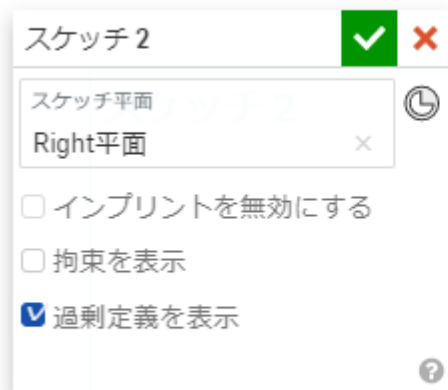 スケッチ 2
スケッチ平面
Right平面
インプリントを無効にする
拘束を表示
過剰定義を表示